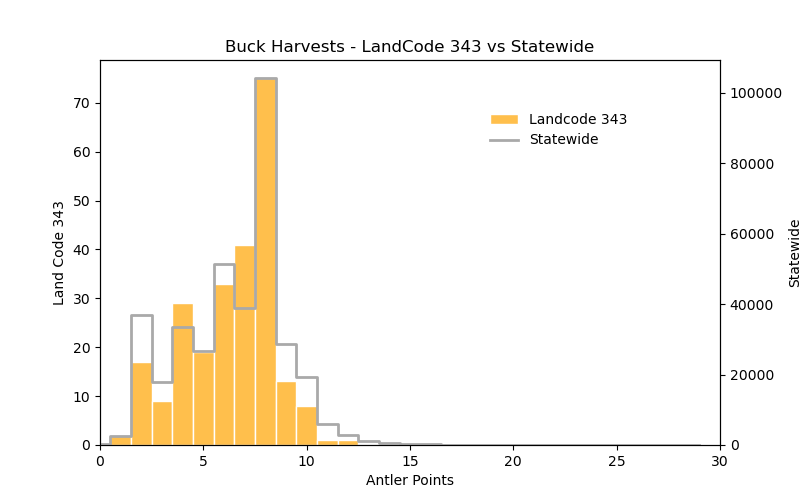 Buck Harvests - LandCode 343 vs Statewide
Landcode 343
Statewide
Land Code 343
70
60
50
40
30
20
10
0
100000
80000
60000
40000
20000
0
Statewide
0 5 10 15 20 25 30
Antler Points